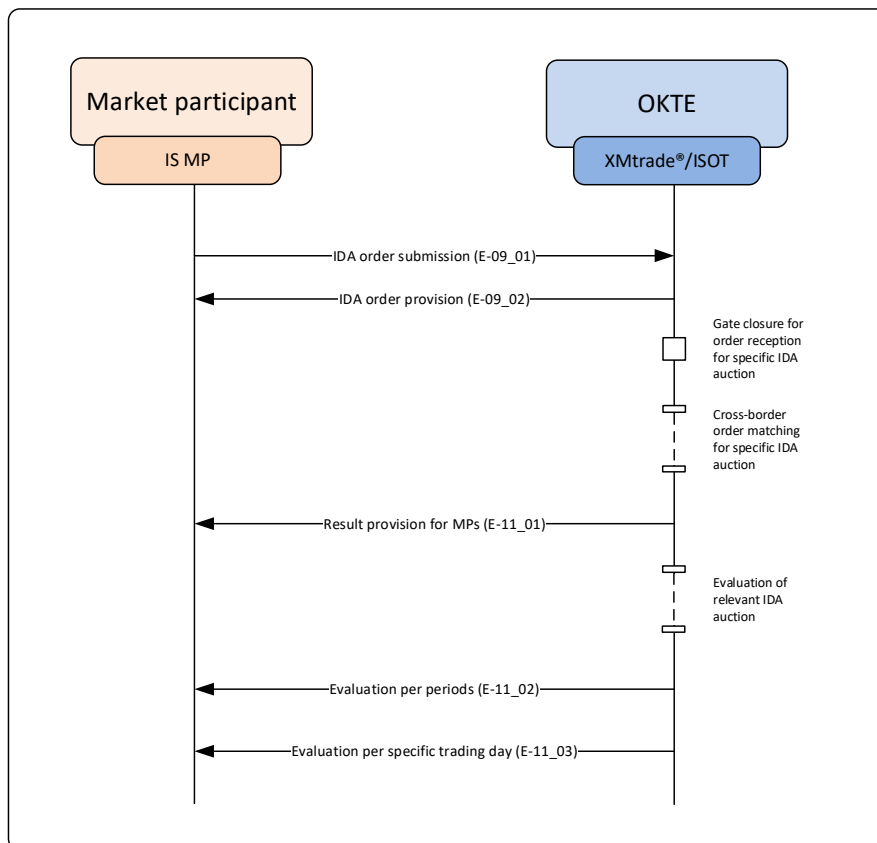 Market participant
OKTE
IS MP
XMtrade®/ISOT
IDA order submission (E-09_01)
IDA order provision (E-09_02)
Gate closure for
order reception
for specific IDA
auction
Cross-border
order matching
for specific IDA
auction
Result provision for MPs (E-11_01)
Evaluation of
relevant IDA
auction
Evaluation per periods (E-11_02)
Evaluation per specific trading day (E-11_03)